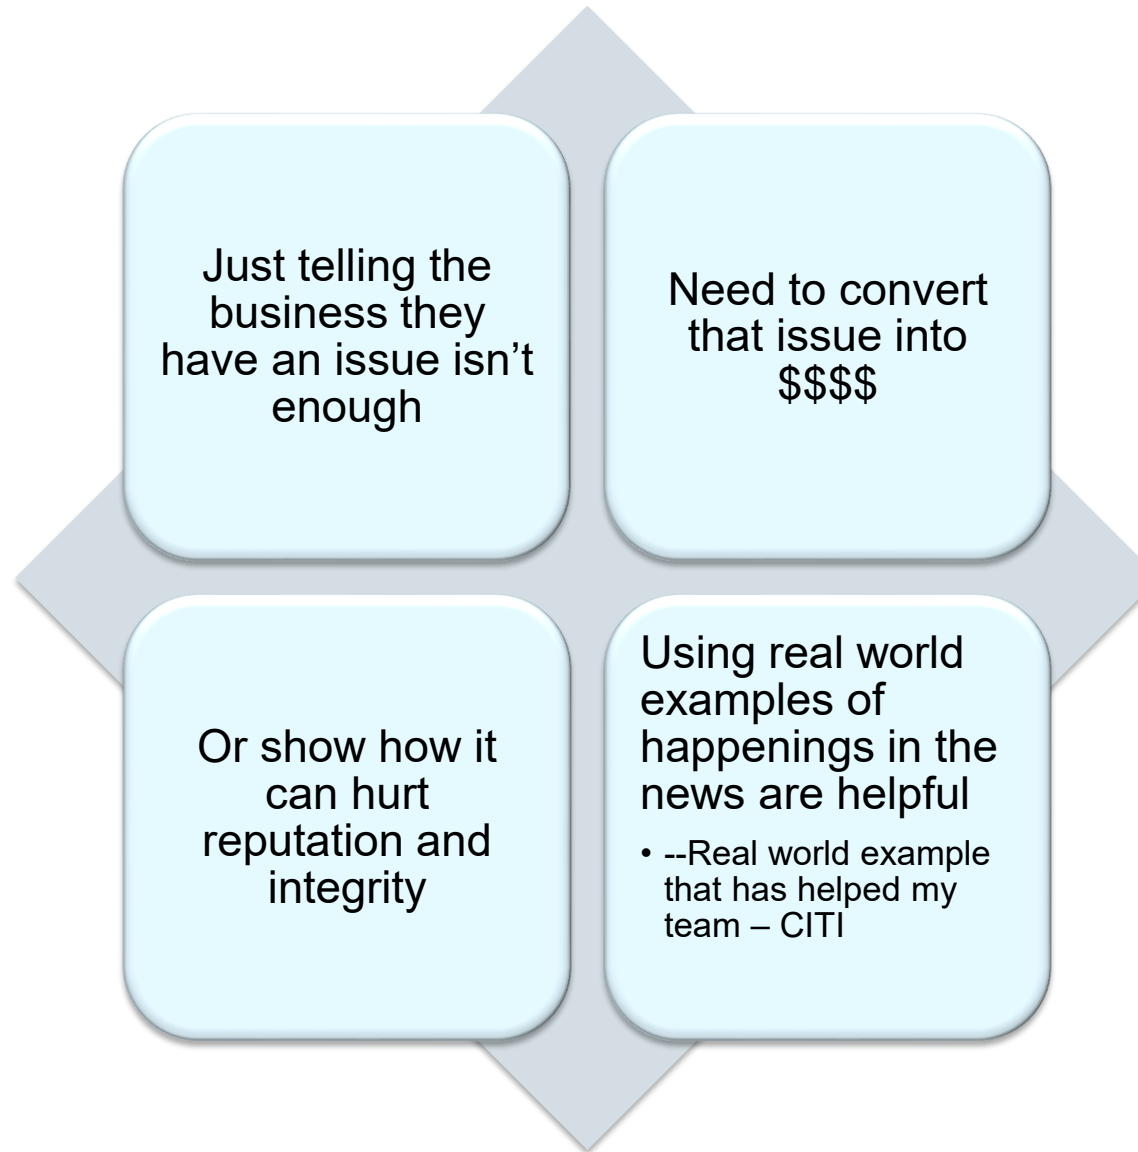 Just telling the
business they
have an issue isn’t
enough
Need to convert
that issue into
$$$$
Or show how it
can hurt
reputation and
integrity
Using real world
examples of
happenings in the
news are helpful
• --Real world example
that has helped my
team – CITI